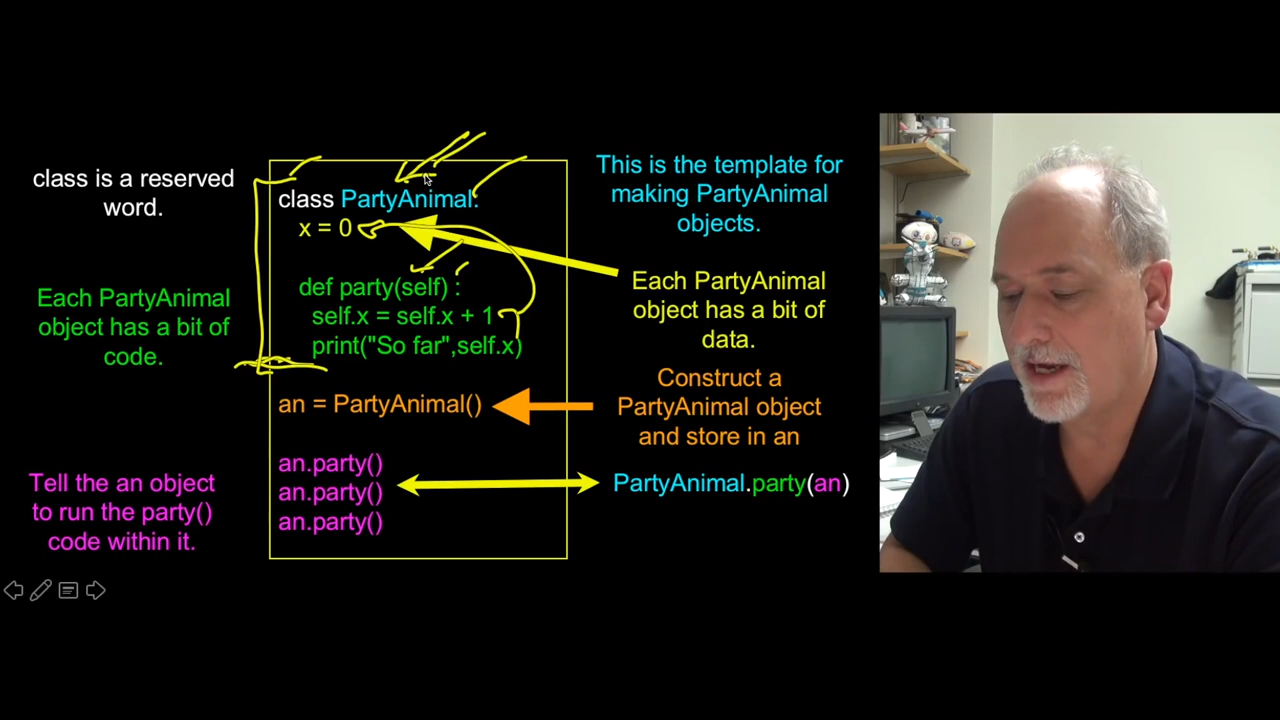 class is a reserved
word.
Each PartyAnimal
object has a bit of
code.
Tell the an object
to run the party()
code within it.
class PartyAnimal:
x = 0
def party(self) :
self.x = self.x + 1
print("So far",self.x)
an = PartyAnimal()
an.party()
an.party()
an.party()
This is the template for
making PartyAnimal
objects.
Each PartyAnimal
object has a bit of
data.
Construct a
PartyAnimal object
and store in an
PartyAnimal.party(an)